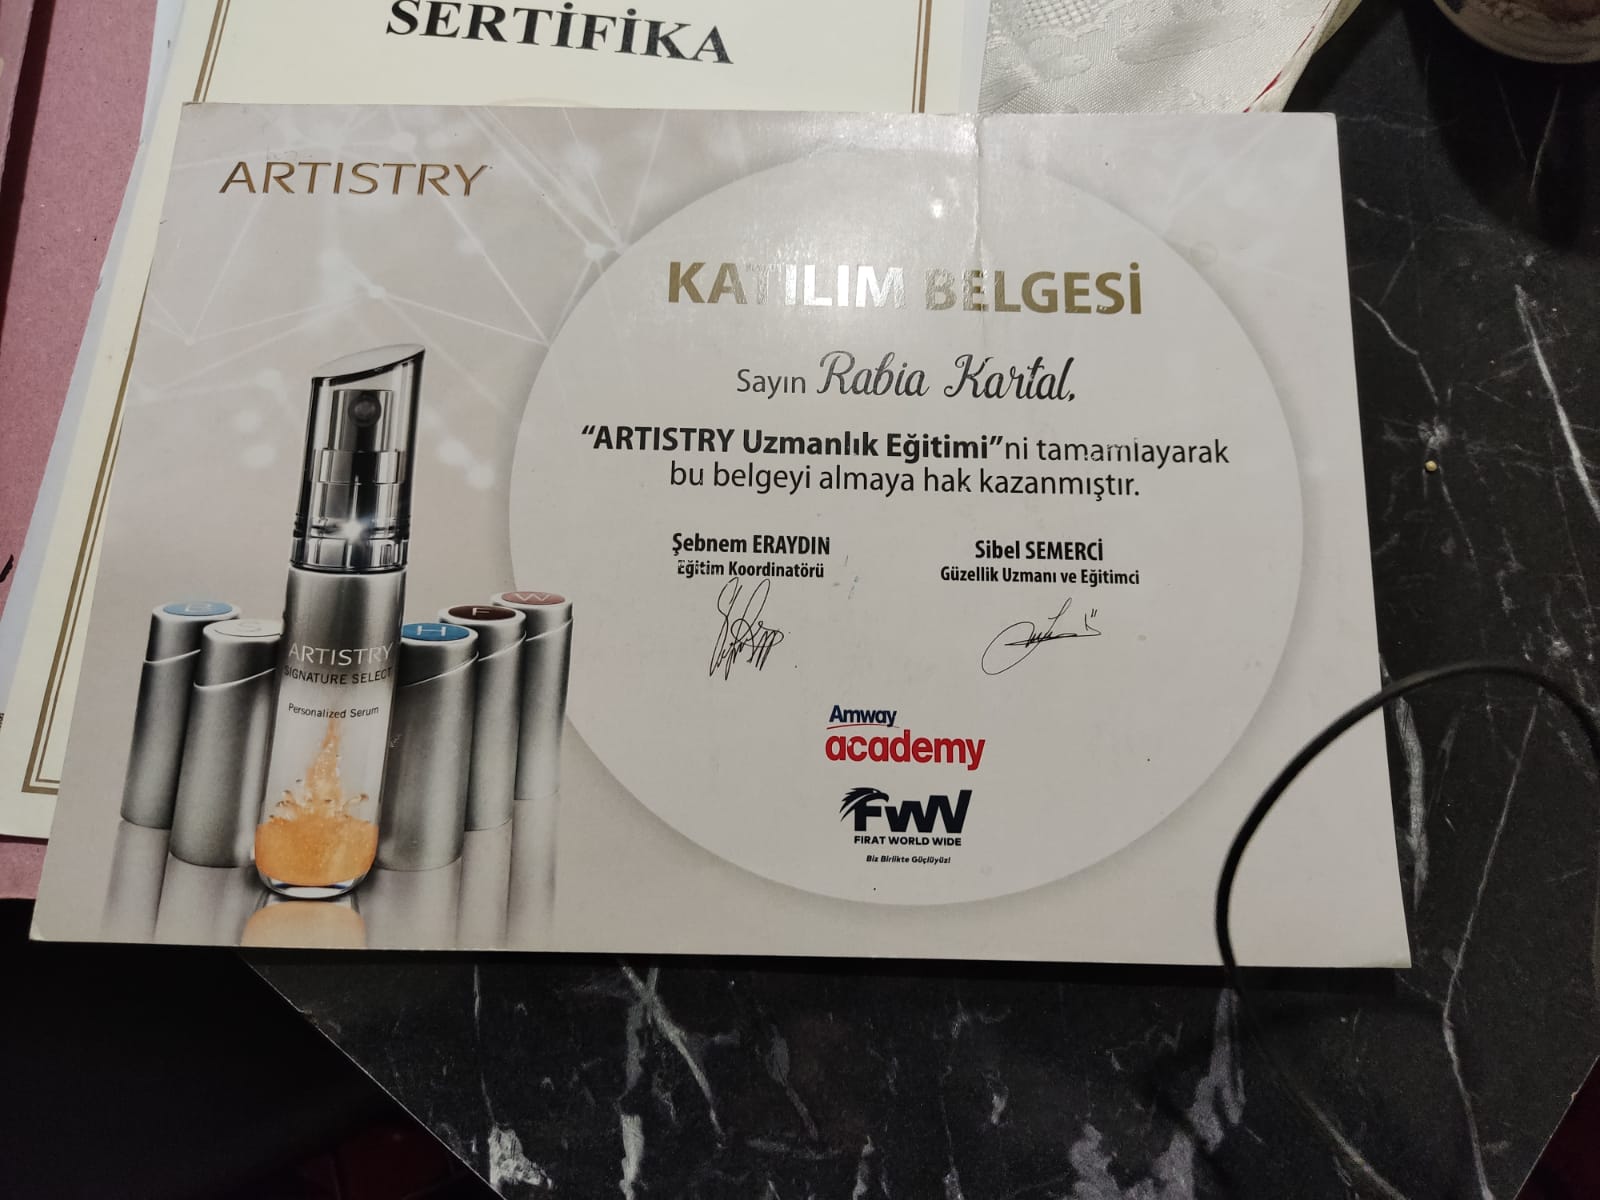 SERTİFİKA
ARTISTRY
KATILIM BELGESİ
Sayın Rabia Kartal,
“ARTISTRY Uzmanlık Eğitimi”ni tamamlayarak
bu belgeyi almaya hak kazanmıştır.
Şebnem ERAYDIN
Eğitim Koordinatörü
Sibel SEMERCİ
Güzellik Uzmanı ve Eğitimci
B
S
H
F
W
ARTISTRY
SIGNATURE SELECT
Personalized Serum
Amway
academy
FWW
FIRAT WORLD WIDE
Biz Birlikte Güçlüyüz!